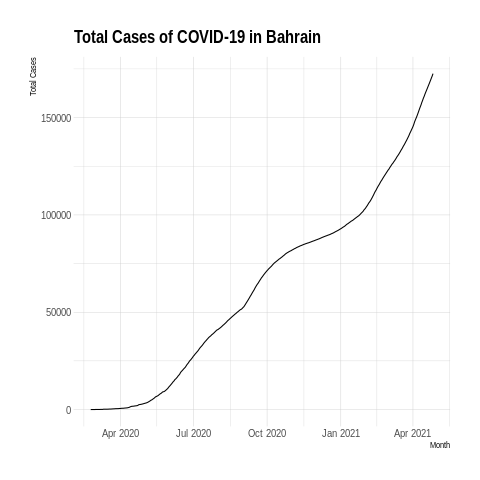 Total Cases of COVID-19 in Bahrain
Total Cases
150000
100000
50000
0
Apr 2020 Jul 2020 Oct 2020 Jan 2021 Apr 2021
Month